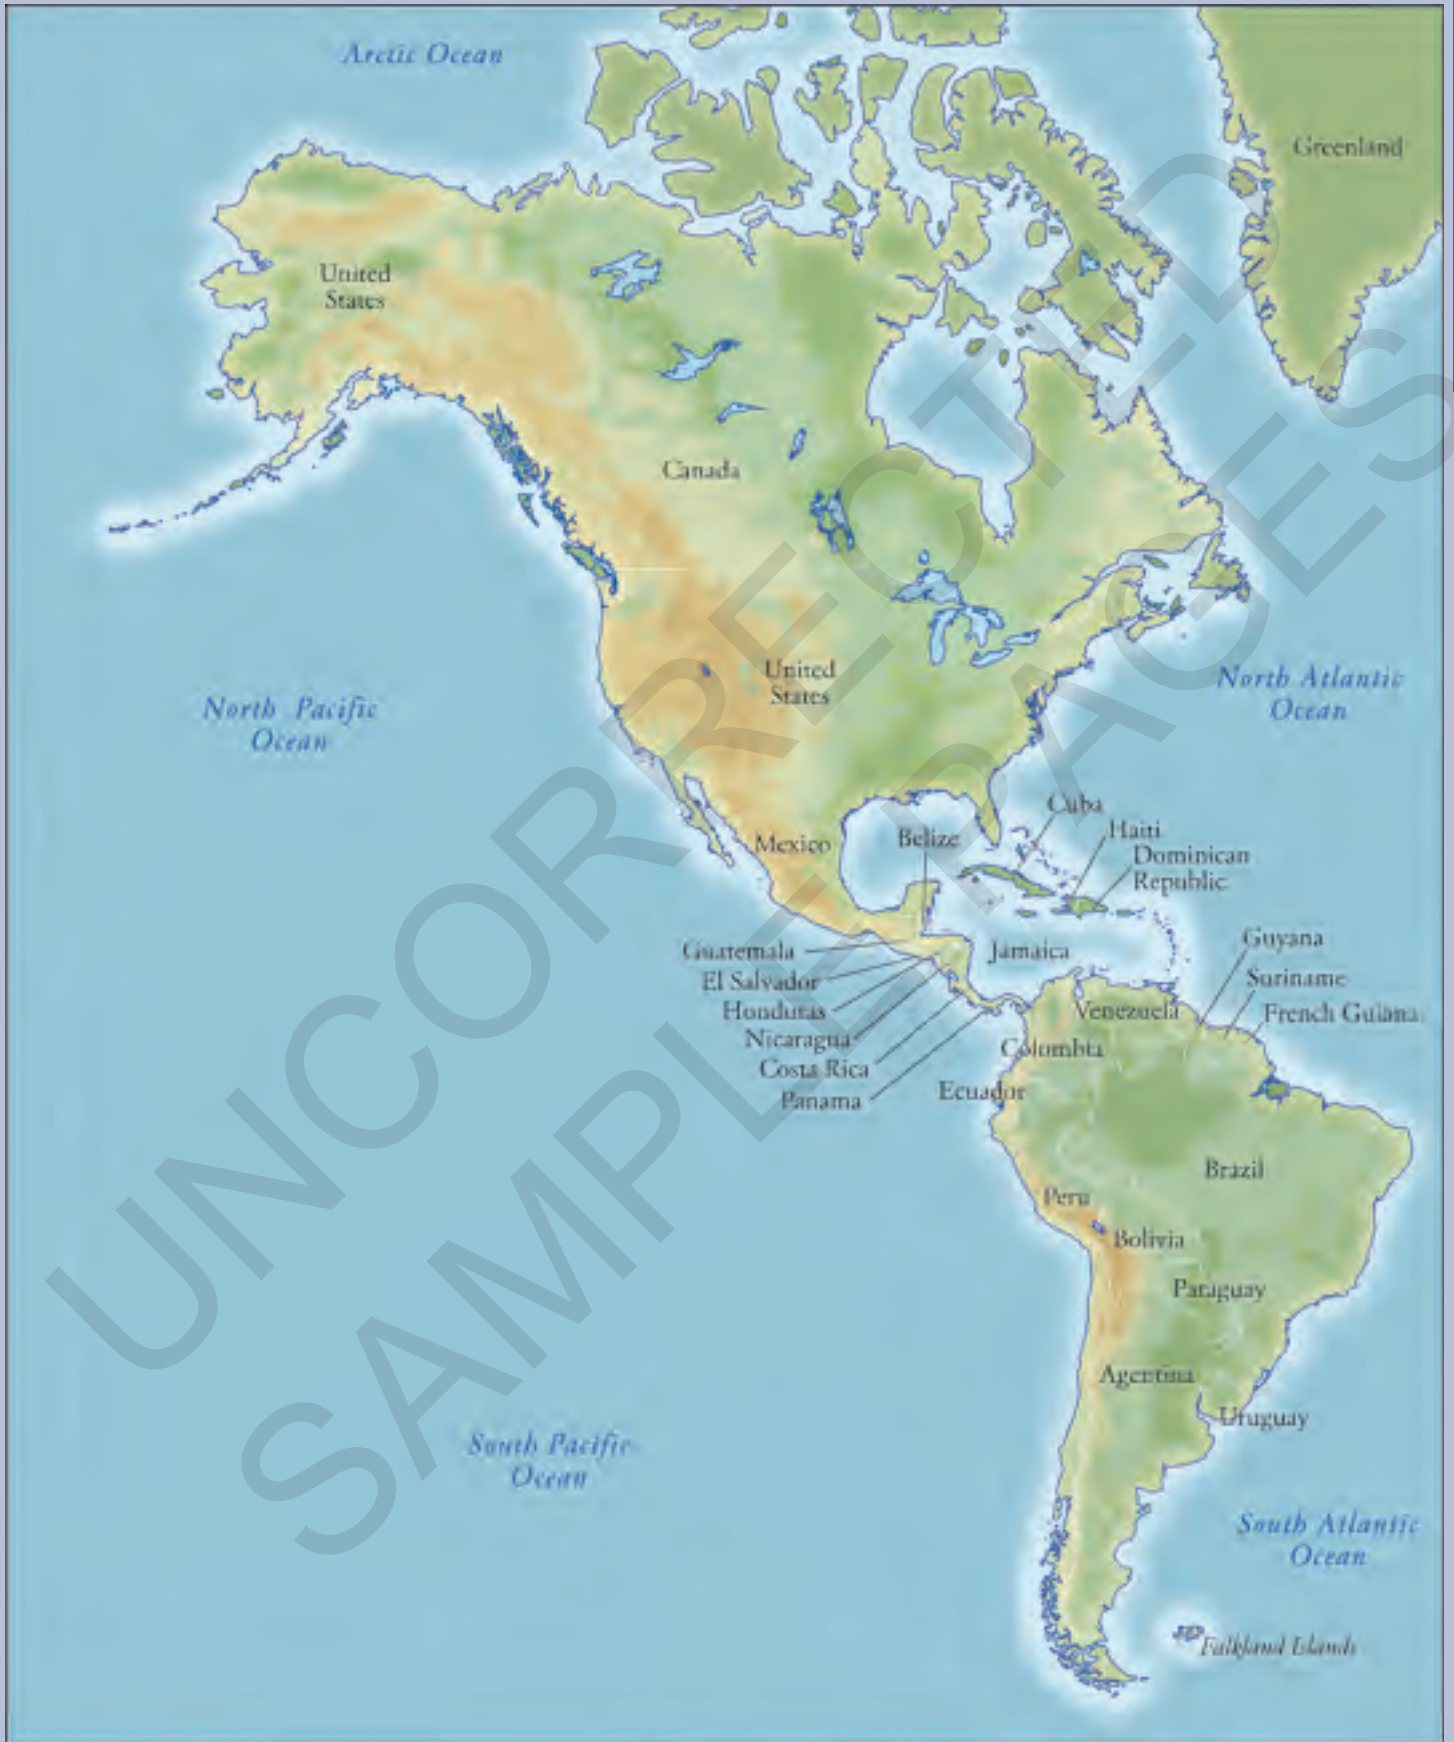 Arctic Ocean
Greenland
United
States
Canada
United
States
North Atlantic
Ocean
North Pacific
Ocean
Cuba
Haiti
Dominican
Republic
Belize
Mexico
Guatemala
El Salvador
Honduras
Nicaragua
Costa Rica
Panama
Jamaica
Guyana
Suriname
French Guiana
Venezuela
Colombia
Ecuador
Brazil
Peru
Bolivia
Paraguay
Agentina
Uruguay
South Pacific
Ocean
South Atlantic
Ocean
Falkland Islands
UNCORRECTED
SAMPLE PAGES